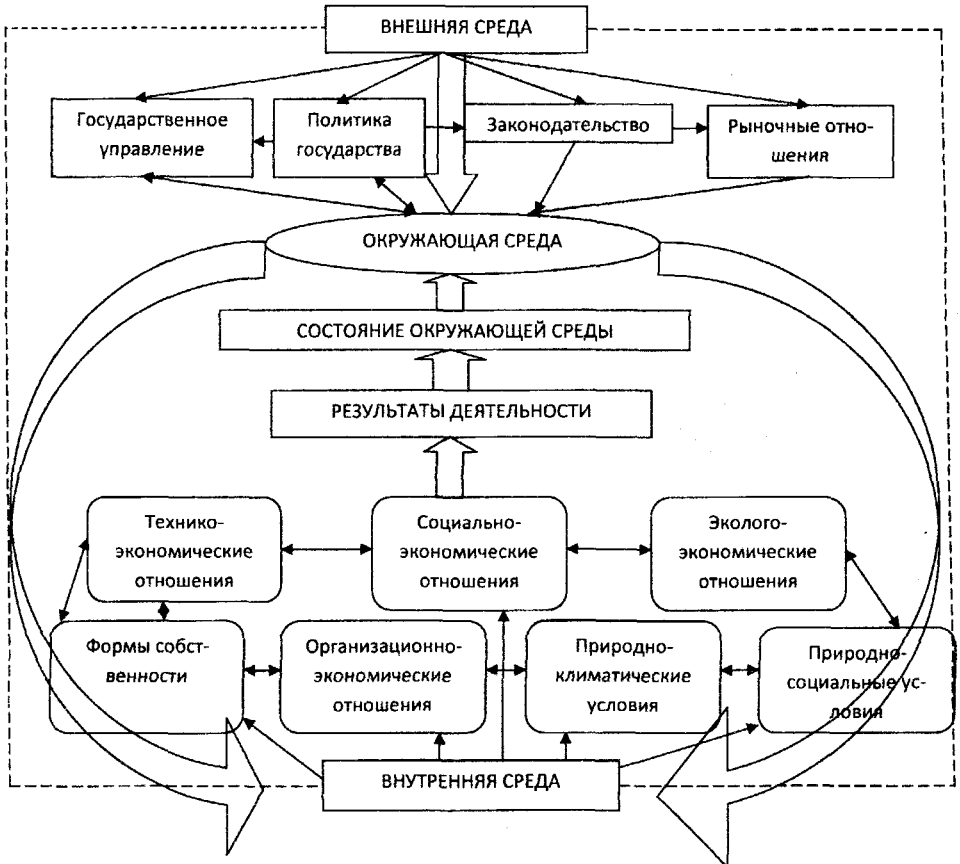 ВНЕШНЯЯ СРЕДА
Государственное
управление
Политика
государства
Законодательство
Рыночные отно-
шения
ОКРУЖАЮЩАЯ СРЕДА
СОСТОЯНИЕ ОКРУЖАЮЩЕЙ СРЕДЫ
РЕЗУЛЬТАТЫ ДЕЯТЕЛЬНОСТИ
Технико-
экономические
отношения
Социально-
экономические
отношения
Эколого-
экономические
отношения
Формы собст-
венности
Организационно-
экономические
отношения
Природно-
климатические
условия
Природно-
социальные ус-
ловия
ВНУТРЕННЯЯ СРЕДА